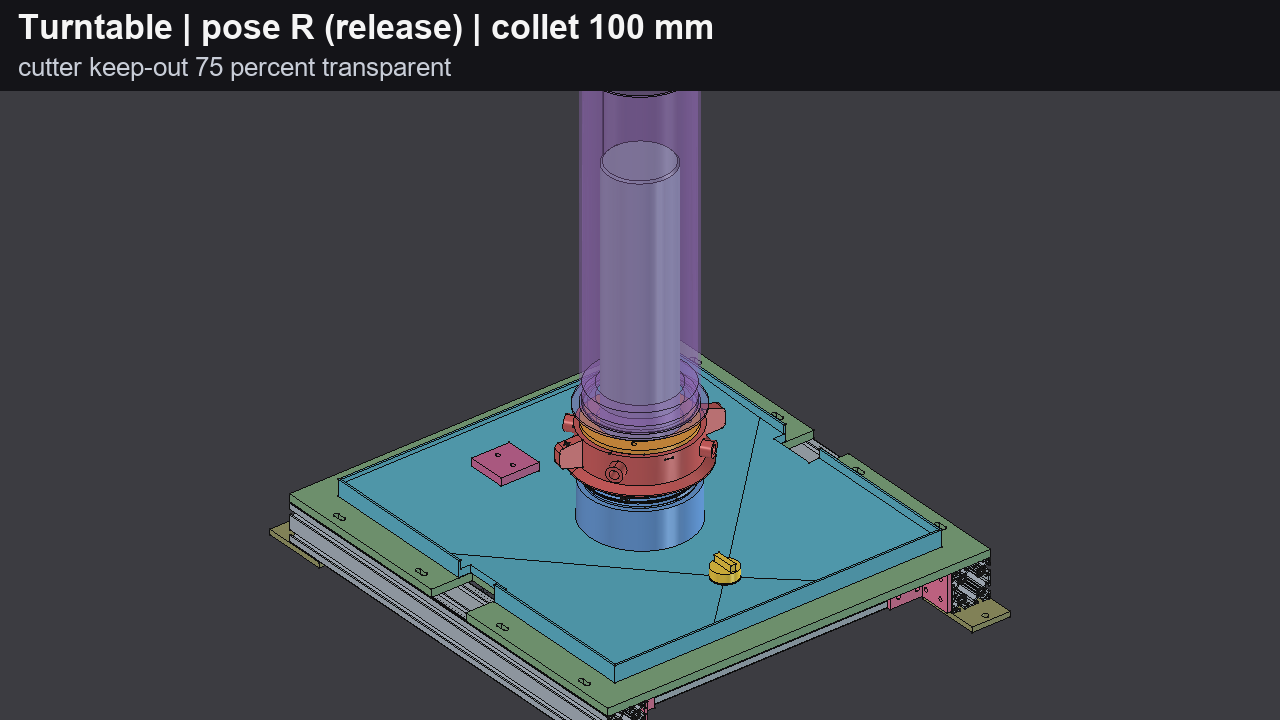 Turntable | pose R (release) | collet 100 mm
cutter keep-out 75 percent transparent